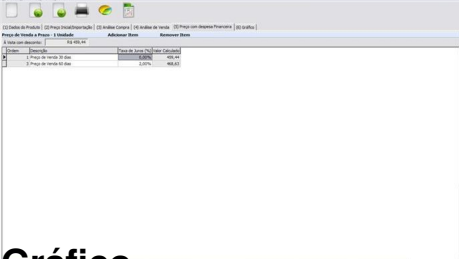 [1] Dados do Produto [2] Preço Inicial/Importação [3] Análise Compra [4] Análise de Venda [5] Preço com despesa Financeira [6] Gráfico
Preço de Venda a Prazo - 1 Unidade Adicionar Item Remover Item
À Vista com desconto: R$ 459,44
Ordem Descrição Taxa de Juros (%) Valor Calculado
1 Preço de Venda 30 dias 0,00% 459,44
2 Preço de Venda 60 dias 2,00% 468,63
Gráfico